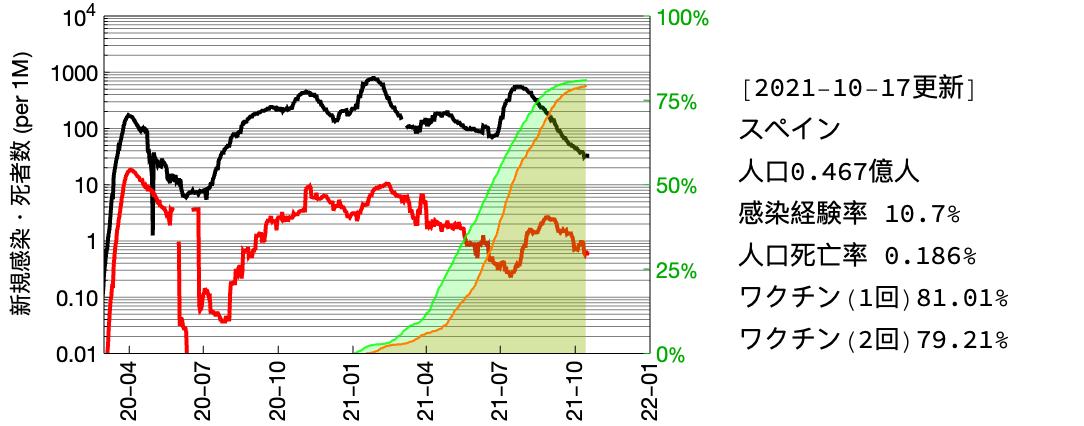 新規感染・死者数 (per 1M)
10^4
1000
100
10
1
0.10
0.01
100%
75%
50%
25%
0%
20-04
20-07
20-10
21-01
21-04
21-07
21-10
22-01
[2021-10-17更新]
スペイン
人口0.467億人
感染経験率 10.7%
人口死亡率 0.186%
ワクチン(1回)81.01%
ワクチン(2回)79.21%